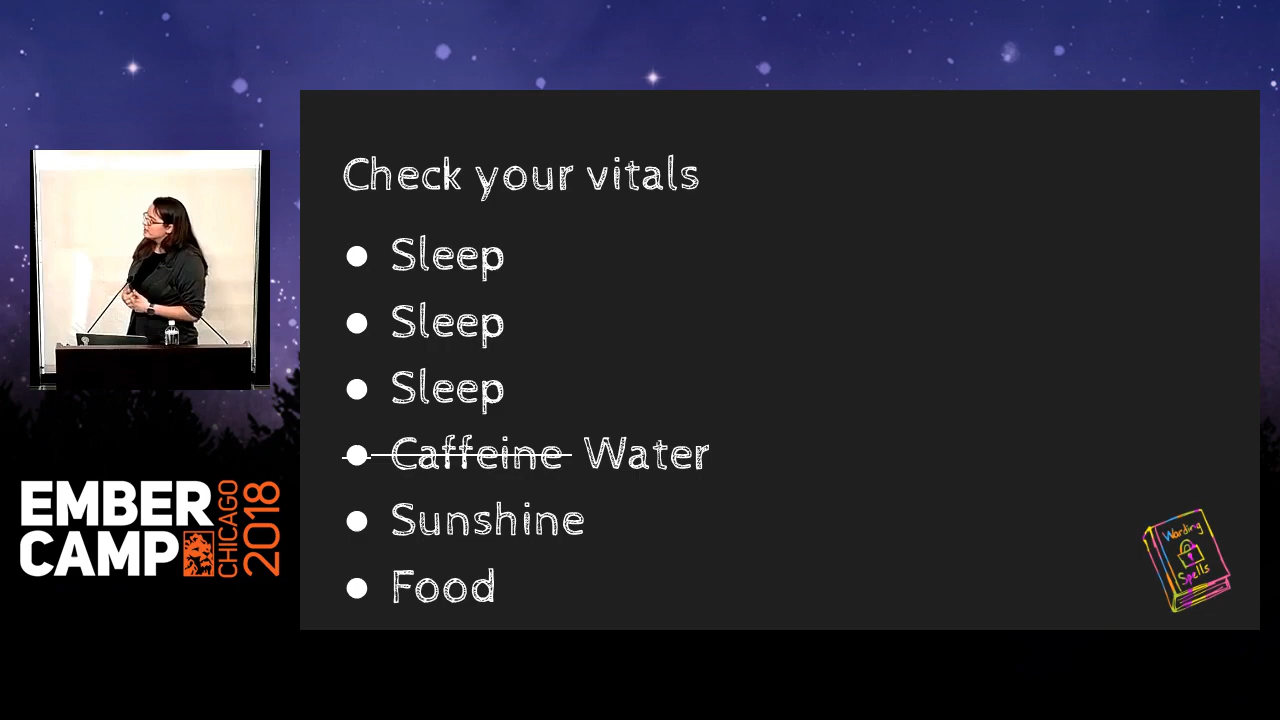 Check your vitals
● Sleep
● Sleep
● Sleep
● ~~Caffeine~~ Water
● Sunshine
● Food
Warding
Spells
EMBER
CAMP
CHICAGO
2018